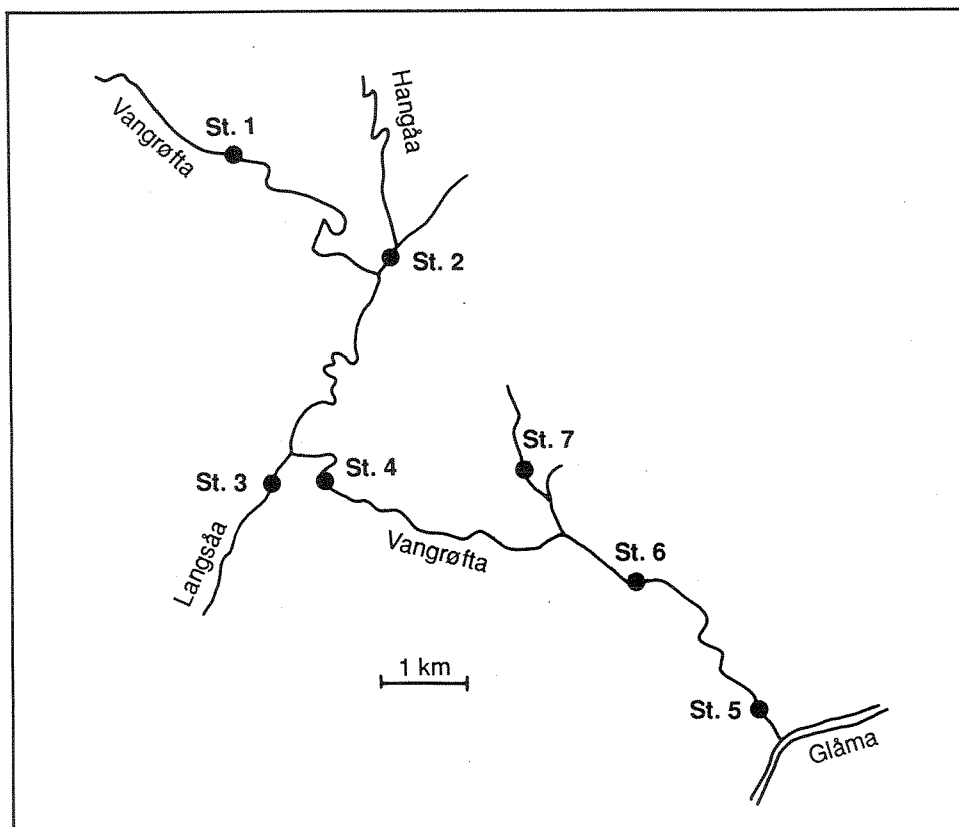 Vangrøfta
St. 1
Hangåa
St. 2
St. 7
St. 3
St. 4
Langsåa
Vangrøfta
St. 6
1 km
St. 5
Glåma